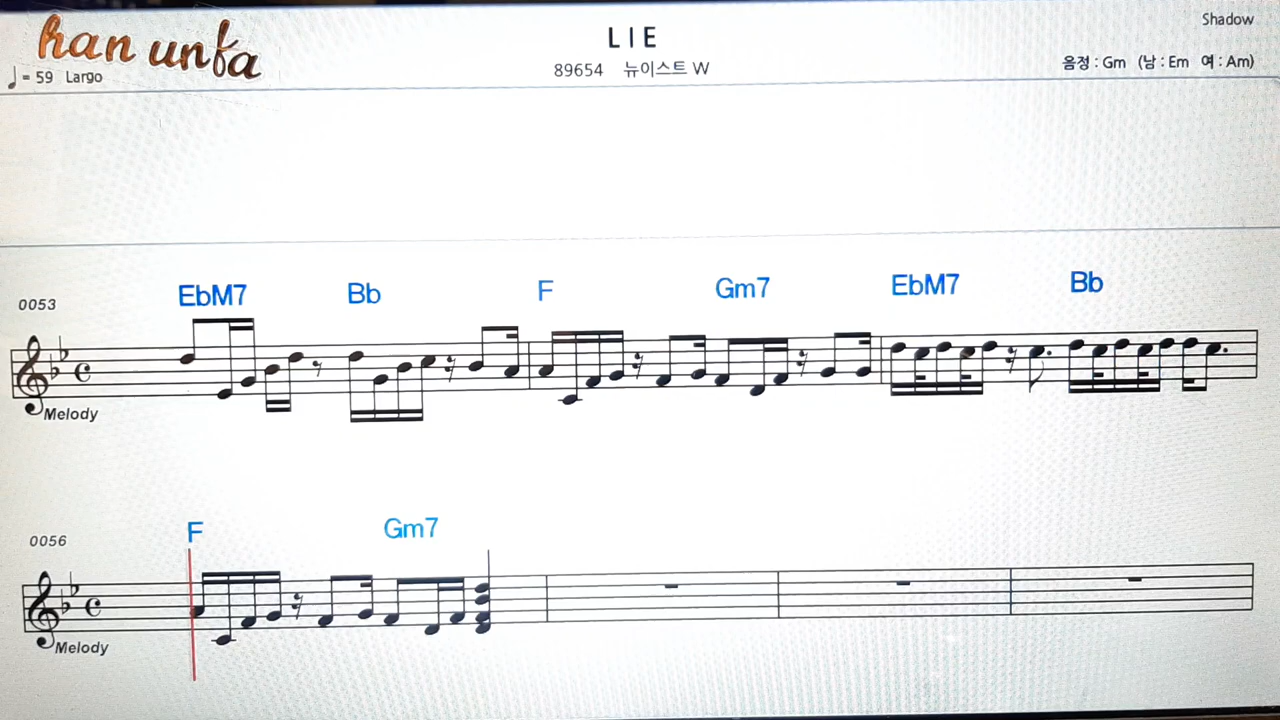 han unfa
LIE
Shadow
♩ = 59 Largo
89654 뉴이스트 W
음정 : Gm (남 : Em 여 : Am)
0053
EbM7 Bb F Gm7 EbM7 Bb
Melody
0056
F Gm7
Melody